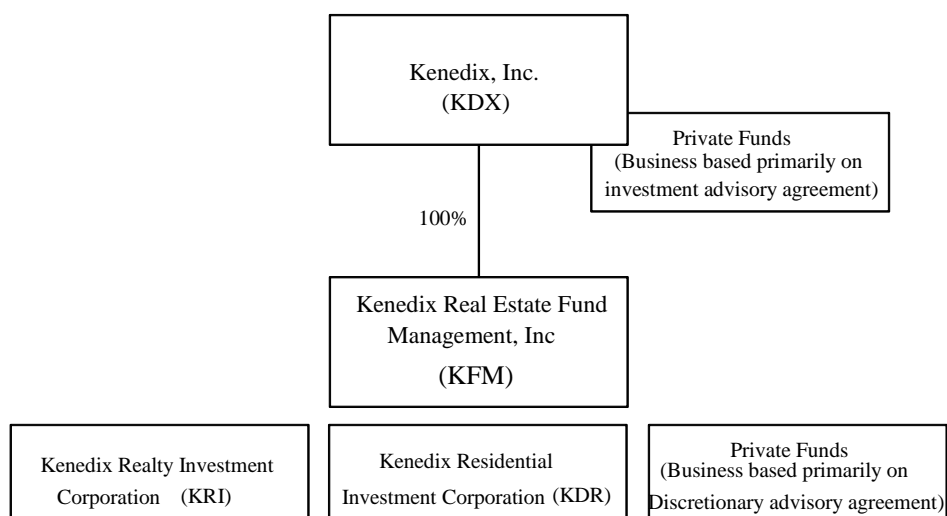 Kenedix, Inc.
(KDX)
Private Funds
(Business based primarily on
investment advisory agreement)
100%
Kenedix Real Estate Fund
Management, Inc
(KFM)
Kenedix Realty Investment
Corporation (KRI)
Kenedix Residential
Investment Corporation (KDR)
Private Funds
(Business based primarily on
Discretionary advisory agreement)